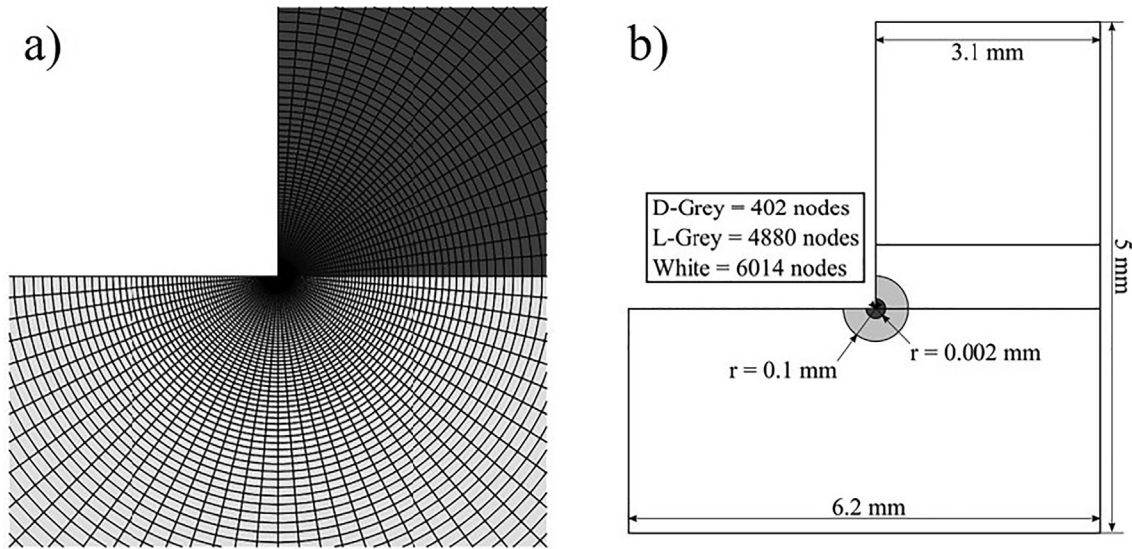 a)
b)
3.1 mm
D-Grey = 402 nodes
L-Grey = 4880 nodes
White = 6014 nodes
5 mm
r = 0.002 mm
r = 0.1 mm
6.2 mm